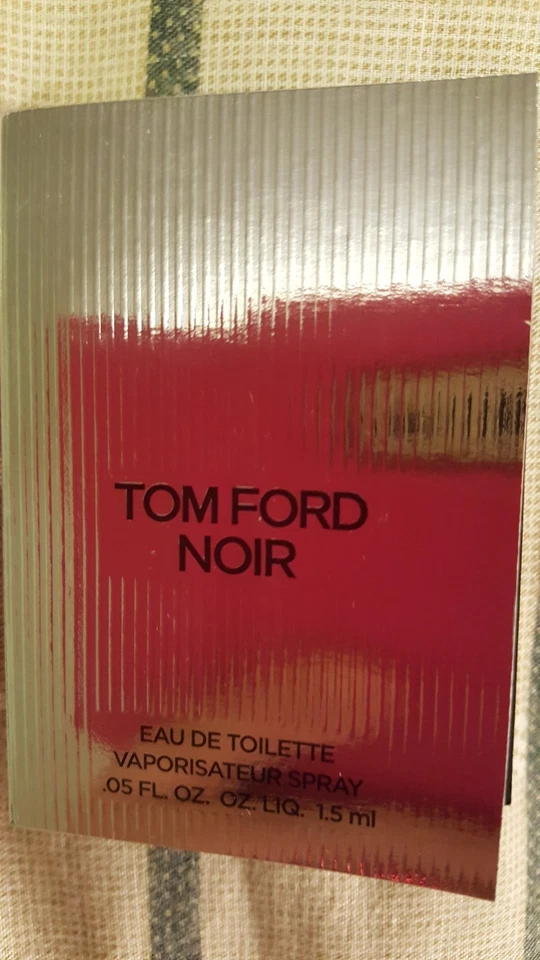 TOM FORD
NOIR
EAU DE TOILETTE
VAPORISATEUR SPRAY
.05 FL. OZ. OZ. LIQ. 1.5 ml